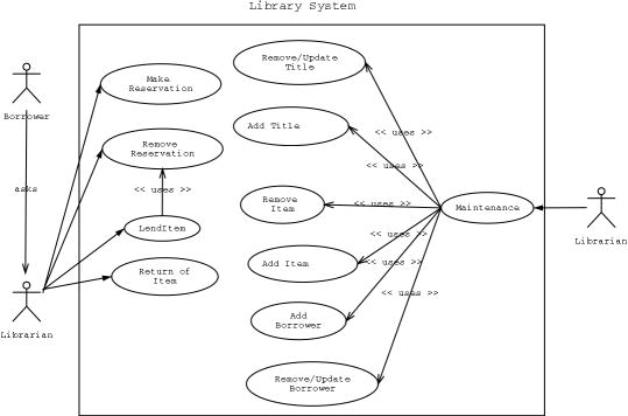 Library System
Remove/Update
Title
Make
Reservation
Borrower
Add Title
<< uses >>
Remove
Reservation
<< uses >>
asks
<< uses >>
Remove
Item
<< uses >>
Maintenance
LendItem
<< uses >>
Librarian
Return of
Item
Add Item
<< uses >>
<< uses >>
Add
Borrower
Librarian
Remove/Update
Borrower